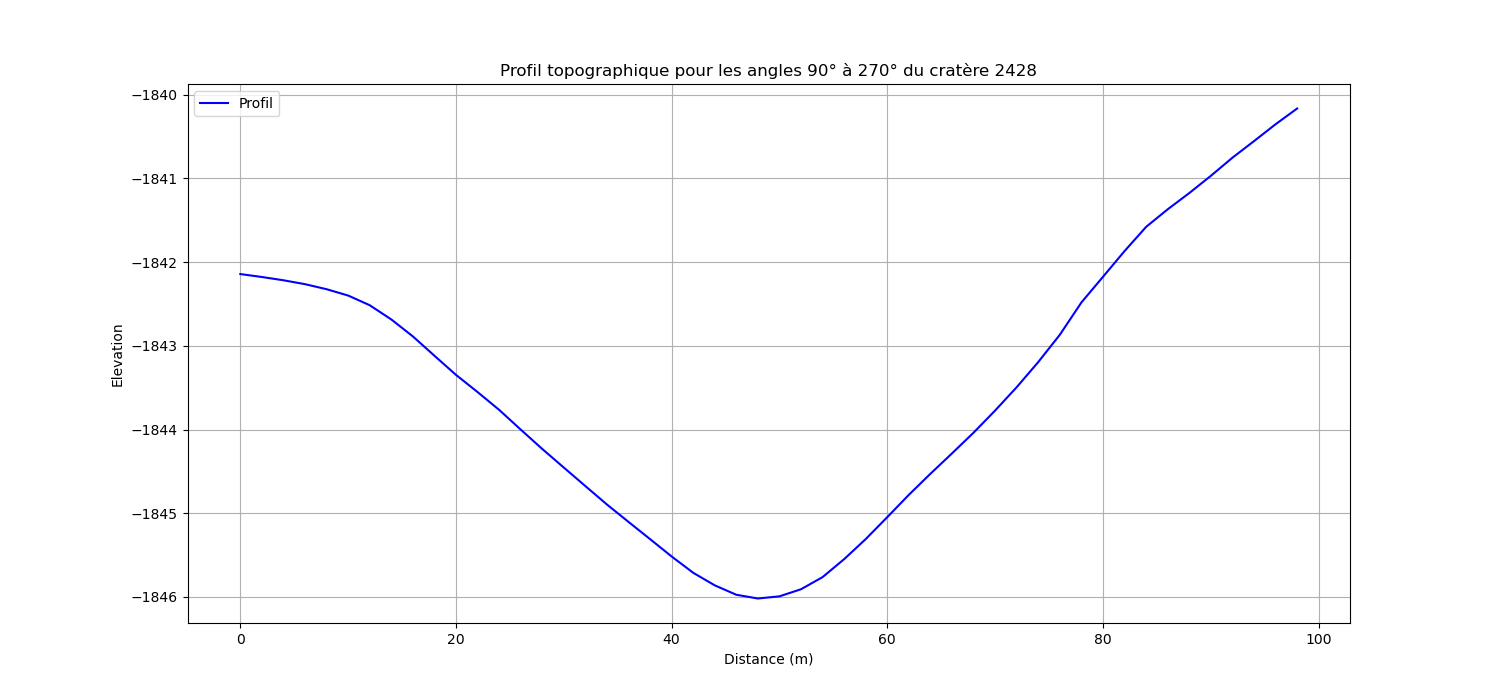 Profil topographique pour les angles 90° à 270° du cratère 2428
Profil
−1840
−1841
−1842
−1843
−1844
−1845
−1846
Elevation
0 20 40 60 80 100
Distance (m)